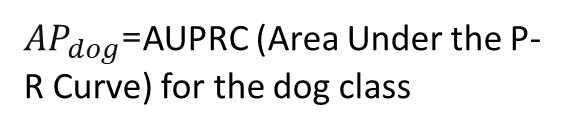 AP_dog=AUPRC (Area Under the P-
R Curve) for the dog class